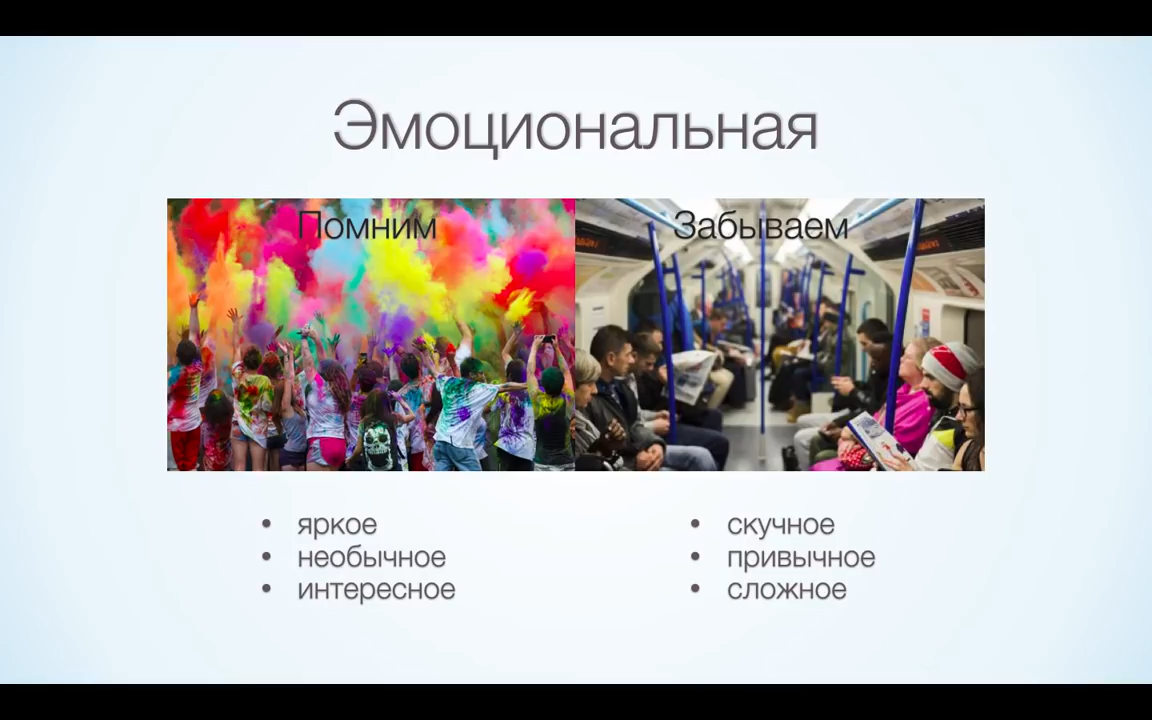 Эмоциональная
Помним
Забываем
• яркое
• необычное
• интересное
• скучное
• привычное
• сложное